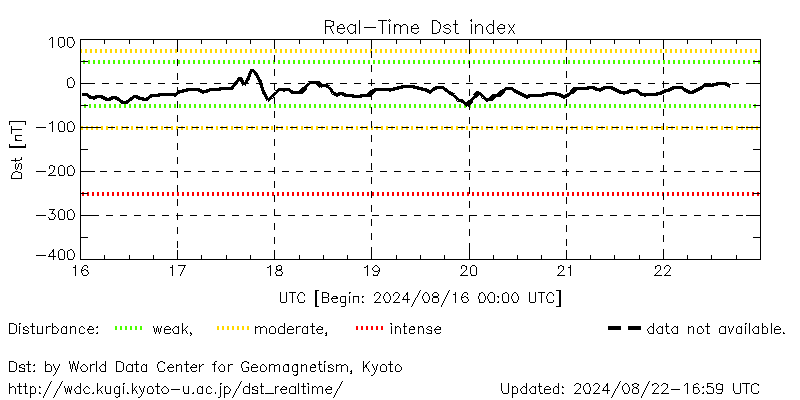 Real-Time Dst index
100
0
-100
-200
-300
-400
Dst [nT]
16 17 18 19 20 21 22
UTC [Begin: 2024/08/16 00:00 UTC]
Disturbance: weak, moderate, intense data not available.
Dst: by World Data Center for Geomagnetism, Kyoto
http://wdc.kugi.kyoto-u.ac.jp/dst_realtime/ Updated: 2024/08/22-16:59 UTC